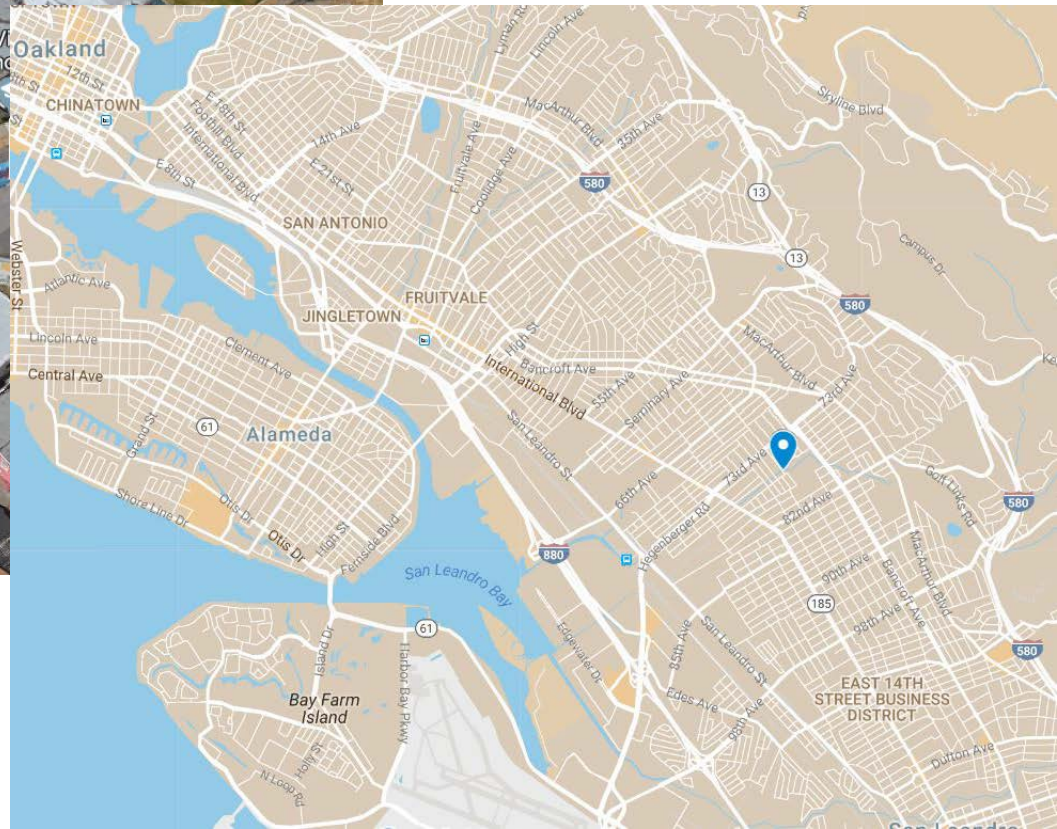 Oakland
12th St
CHINATOWN
E 18th St
Foothill Blvd
International Blvd
14th Ave
E 21st St
E 8th St
SAN ANTONIO
Lyman Rd
Lincoln Ave
MacArthur Blvd
35th Ave
Fruitvale Ave
Coolidge Ave
580
13
Skyline Blvd
13
Campus Dr
580
Webster St
Atlantic Ave
FRUITVALE
JINGLETOWN
Lincoln Ave
Clement Ave
Central Ave
High St
Bancroft Ave
International Blvd
55th Ave
Seminary Ave
MacArthur Blvd
73rd Ave
Grand St
61
Alameda
San Leandro St
66th Ave
73rd Ave
82nd Ave
Golf Links Rd
580
Shore Line Dr
Otis Dr
Otis Dr
High St
Fernside Blvd
880
Hegenberger Rd
San Leandro Bay
90th Ave
185
98th Ave
Bancroft Ave
MacArthur Blvd
61
Island Dr
Harbor Bay Pkwy
Edgewater Dr
85th Ave
San Leandro St
580
Bay Farm
Island
Edes Ave
98th Ave
EAST 14TH
STREET BUSINESS
DISTRICT
Holly St
N Loop Rd
Dutton Ave
San Leandro